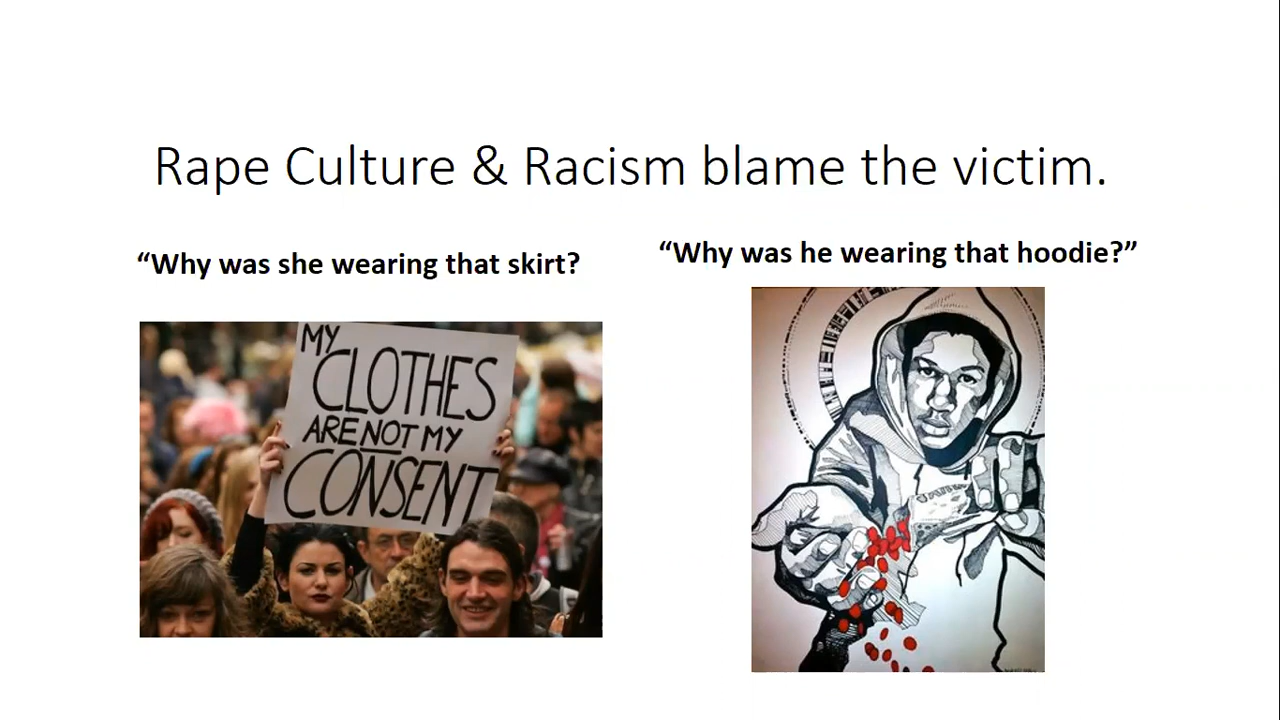 Rape Culture & Racism blame the victim.
“Why was she wearing that skirt?
“Why was he wearing that hoodie?”
MY
CLOTHES
ARE NOT MY
CONSENT